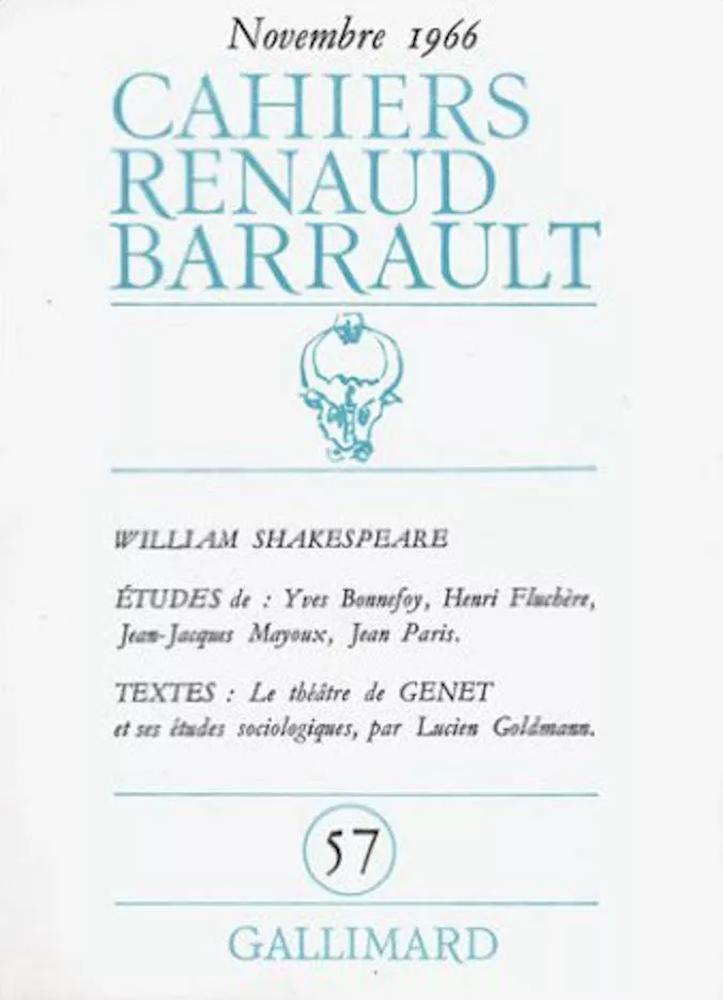 Novembre 1966
CAHIERS
RENAUD
BARRAULT
WILLIAM SHAKESPEARE
ÉTUDES de : Yves Bonnefoy, Henri Fluchère,
Jean-Jacques Mayoux, Jean Paris.
TEXTES : Le théâtre de GENET
et ses études sociologiques, par Lucien Goldmann.
57
GALLIMARD